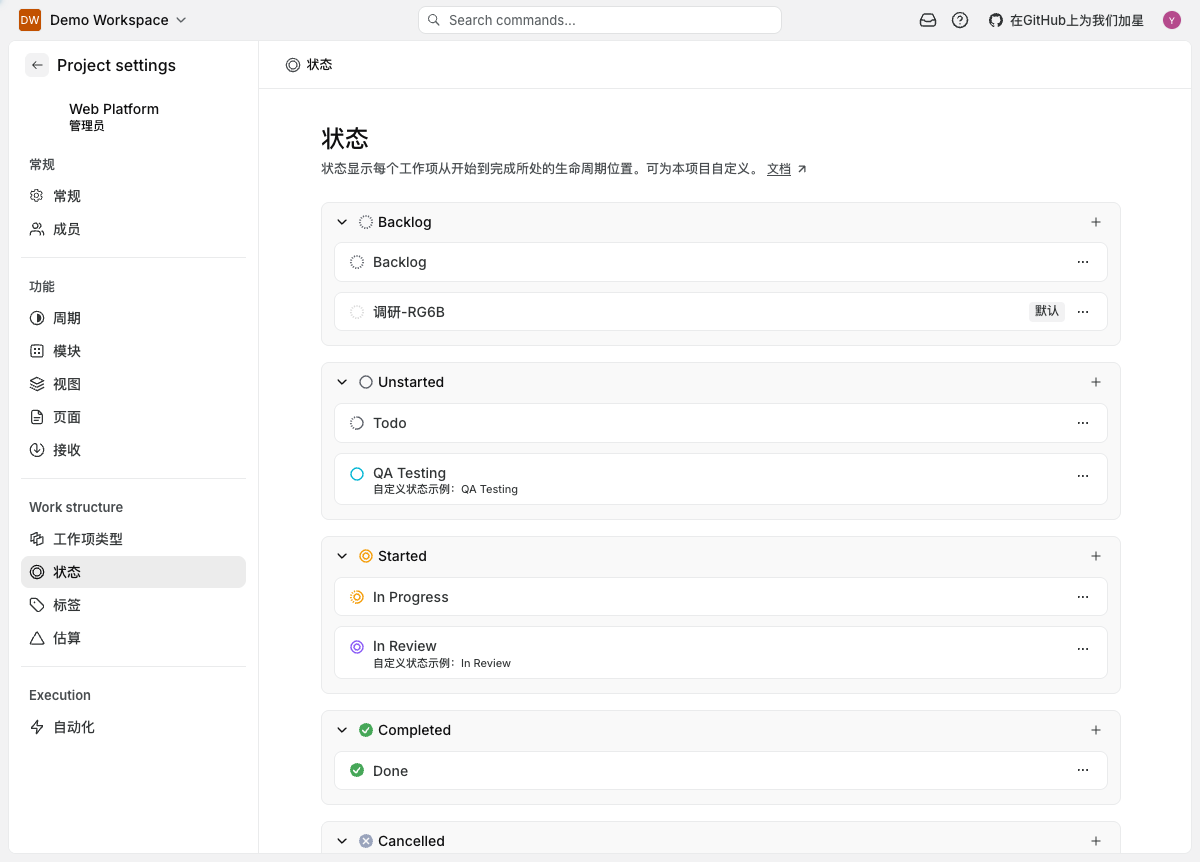 DW Demo Workspace
Search commands...
在GitHub上为我们加星
Y
Project settings
Web Platform
管理员
常规
常规
成员
功能
周期
模块
视图
页面
接收
Work structure
工作项类型
状态
标签
估算
Execution
自动化
状态
状态
状态显示每个工作项从开始到完成所处的生命周期位置。可为本项目自定义。 文档
Backlog
Backlog
调研-RG6B 默认
Unstarted
Todo
QA Testing
自定义状态示例：QA Testing
Started
In Progress
In Review
自定义状态示例：In Review
Completed
Done
Cancelled